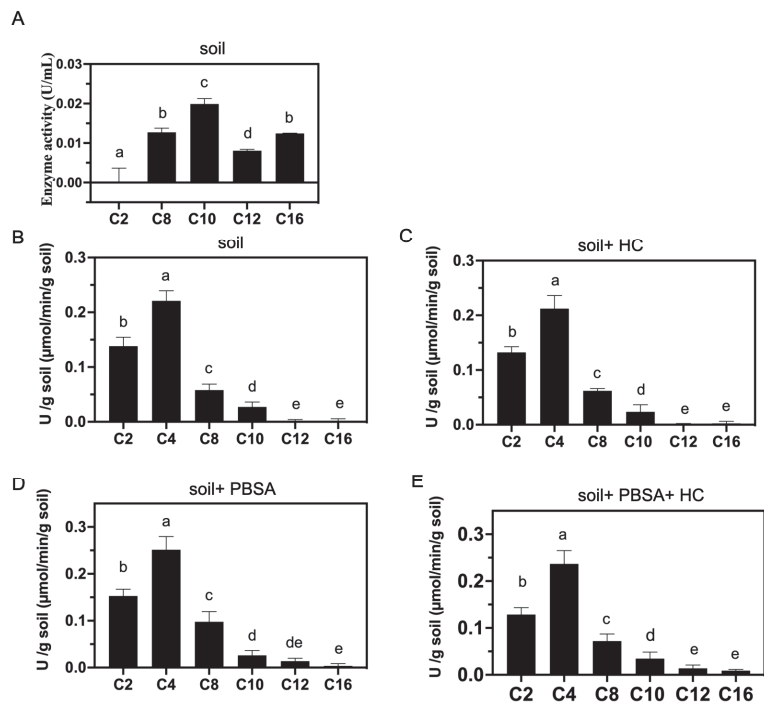 A
soil
Enzyme activity (U/mL)
0.03
0.02
0.01
0.00
a
b
c
d
b
C2 C8 C10 C12 C16
B
soil
U /g soil (µmol/min/g soil)
0.3
0.2
0.1
0.0
b
a
c
d
e
e
C2 C4 C8 C10 C12 C16
C
soil+ HC
U /g soil (µmol/min/g soil)
0.3
0.2
0.1
0.0
b
a
c
d
e
e
C2 C4 C8 C10 C12 C16
D
soil+ PBSA
U /g soil (µmol/min/g soil)
0.3
0.2
0.1
0.0
b
a
c
d
de
e
C2 C4 C8 C10 C12 C16
E
soil+ PBSA+ HC
U /g soil (µmol/min/g soil)
0.3
0.2
0.1
0.0
b
a
c
d
e
e
C2 C4 C8 C10 C12 C16